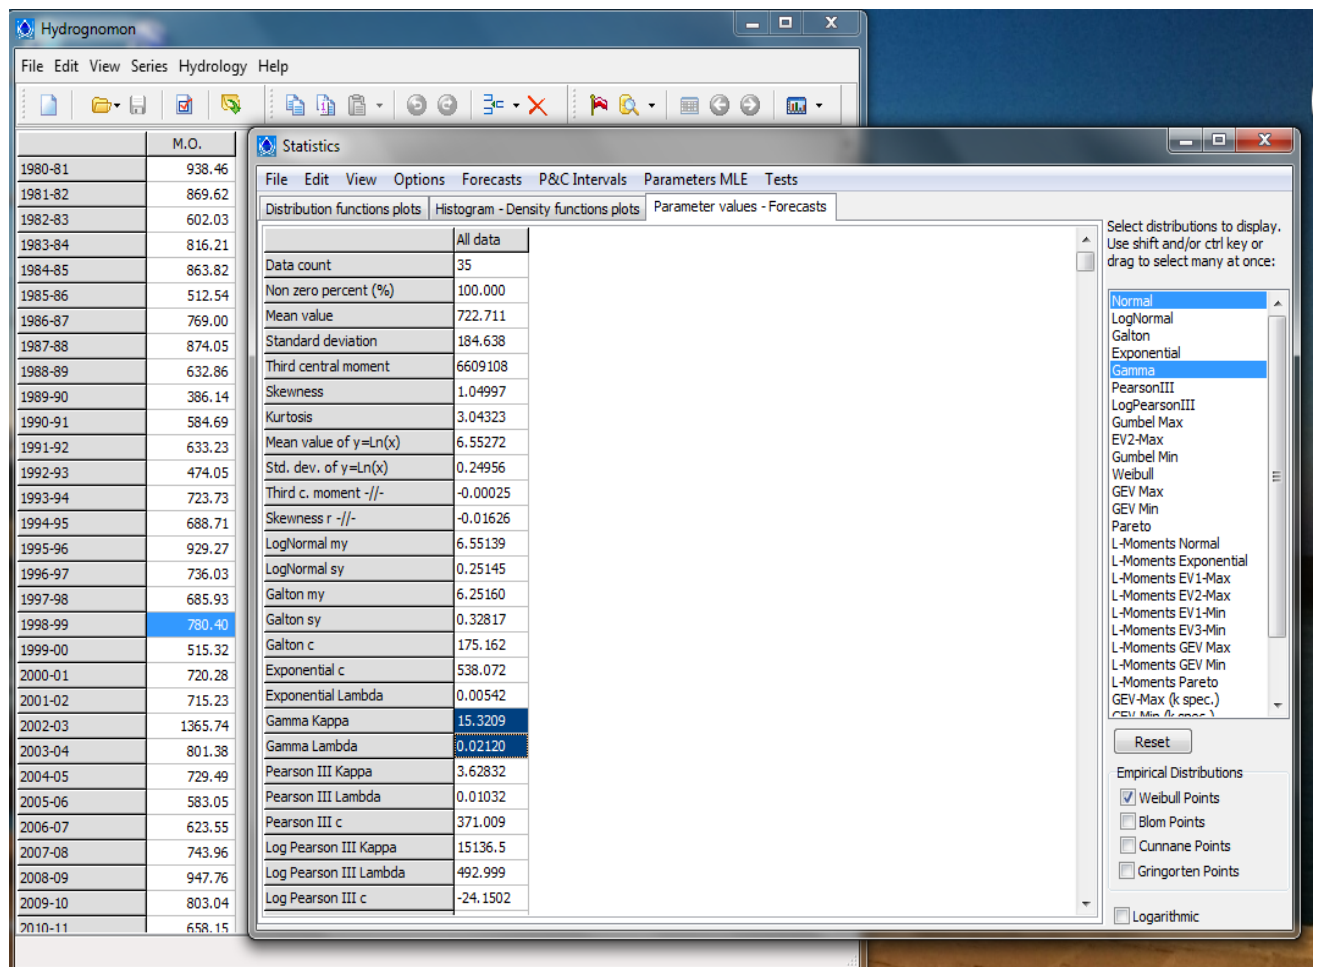 Hydrognomon
File Edit View Series Hydrology Help
M.O.
1980-81 938.46
1981-82 869.62
1982-83 602.03
1983-84 816.21
1984-85 863.82
1985-86 512.54
1986-87 769.00
1987-88 874.05
1988-89 632.86
1989-90 386.14
1990-91 584.69
1991-92 633.23
1992-93 474.05
1993-94 723.73
1994-95 688.71
1995-96 929.27
1996-97 736.03
1997-98 685.93
1998-99 780.40
1999-00 515.32
2000-01 720.28
2001-02 715.23
2002-03 1365.74
2003-04 801.38
2004-05 729.49
2005-06 583.05
2006-07 623.55
2007-08 743.96
2008-09 947.76
2009-10 803.04
2010-11 658.15
Statistics
File Edit View Options Forecasts P&C Intervals Parameters MLE Tests
Distribution functions plots Histogram - Density functions plots Parameter values - Forecasts
All data
Data count 35
Non zero percent (%) 100.000
Mean value 722.711
Standard deviation 184.638
Third central moment 6609108
Skewness 1.04997
Kurtosis 3.04323
Mean value of y=Ln(x) 6.55272
Std. dev. of y=Ln(x) 0.24956
Third c. moment -//- -0.00025
Skewness r -//- -0.01626
LogNormal my 6.55139
LogNormal sy 0.25145
Galton my 6.25160
Galton sy 0.32817
Galton c 175.162
Exponential c 538.072
Exponential Lambda 0.00542
Gamma Kappa 15.3209
Gamma Lambda 0.02120
Pearson III Kappa 3.62832
Pearson III Lambda 0.01032
Pearson III c 371.009
Log Pearson III Kappa 15136.5
Log Pearson III Lambda 492.999
Log Pearson III c -24.1502
Select distributions to display.
Use shift and/or ctrl key or
drag to select many at once:
Normal
LogNormal
Galton
Exponential
Gamma
PearsonIII
LogPearsonIII
Gumbel Max
EV2-Max
Gumbel Min
Weibull
GEV Max
GEV Min
Pareto
L-Moments Normal
L-Moments Exponential
L-Moments EV1-Max
L-Moments EV2-Max
L-Moments EV1-Min
L-Moments EV3-Min
L-Moments GEV Max
L-Moments GEV Min
L-Moments Pareto
GEV-Max (k spec.)
GEV-Min (k spec.)
Reset
Empirical Distributions
Weibull Points
Blom Points
Cunnane Points
Gringorten Points
Logarithmic